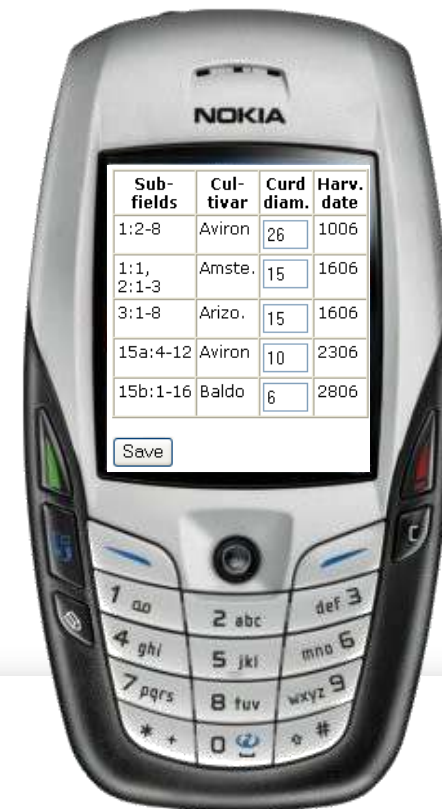 NOKIA
Sub- Cul- Curd Harv.
fields tivar diam. date
1:2-8 Aviron 26 1006
1:1, Amste. 15 1606
2:1-3
3:1-8 Arizo. 15 1606
15a:4-12 Aviron 10 2306
15b:1-16 Baldo 6 2806
Save
1 2 abc def 3
4 ghi 5 jkl mno 6
7 pqrs 8 tuv wxyz 9
* + 0 #